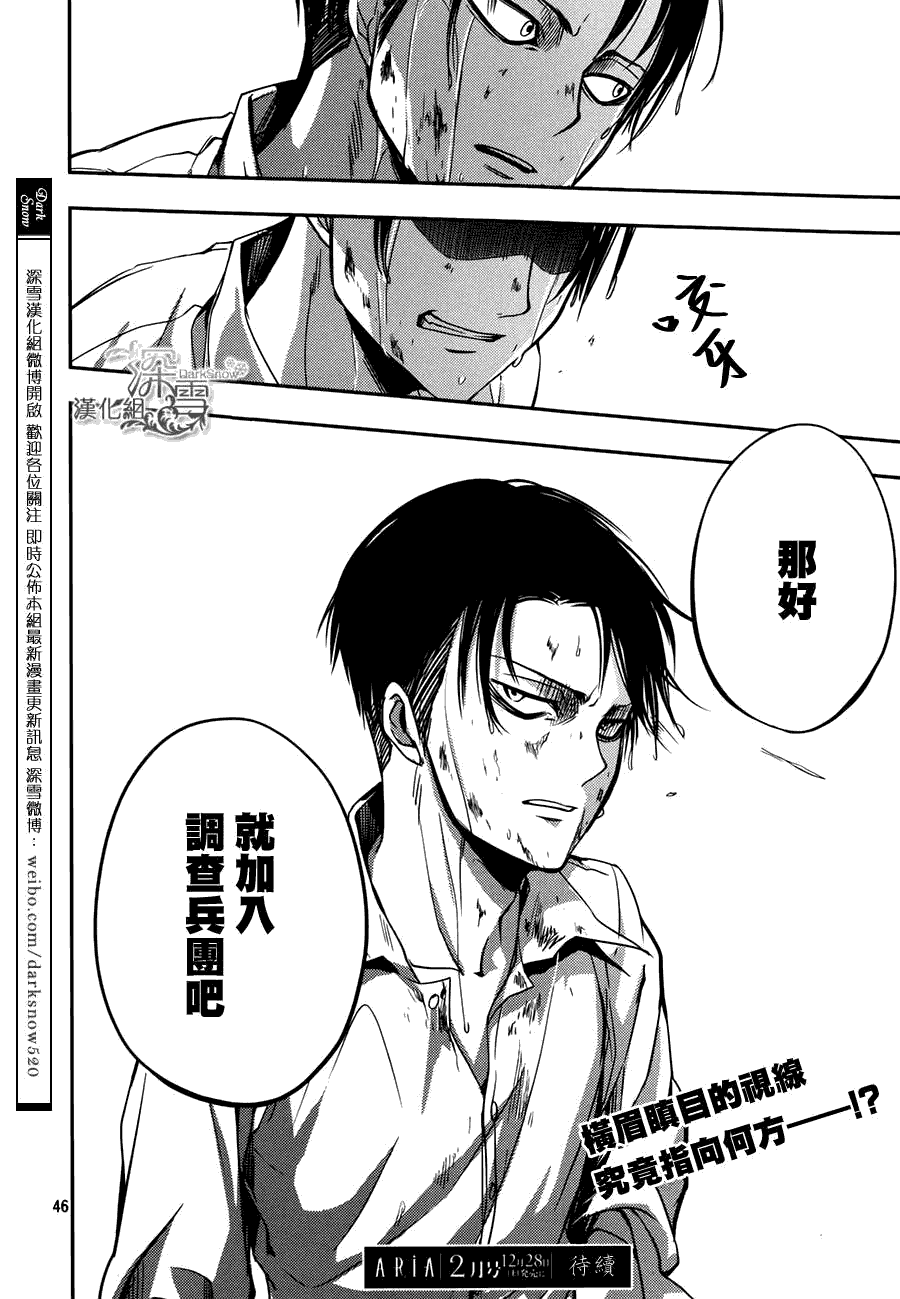 咬牙
那好
就加入
調查兵團吧
橫眉瞋目的視線
究竟指向何方——!?
ARIA 2月号 12月28日 待續
46
Dark Snow
深雪漢化組微博開啟 歡迎各位關注 即時公佈本組最新漫畫更新訊息 深雪微博：weibo.com/darksnow520
深雪
DarkSnow
漢化組